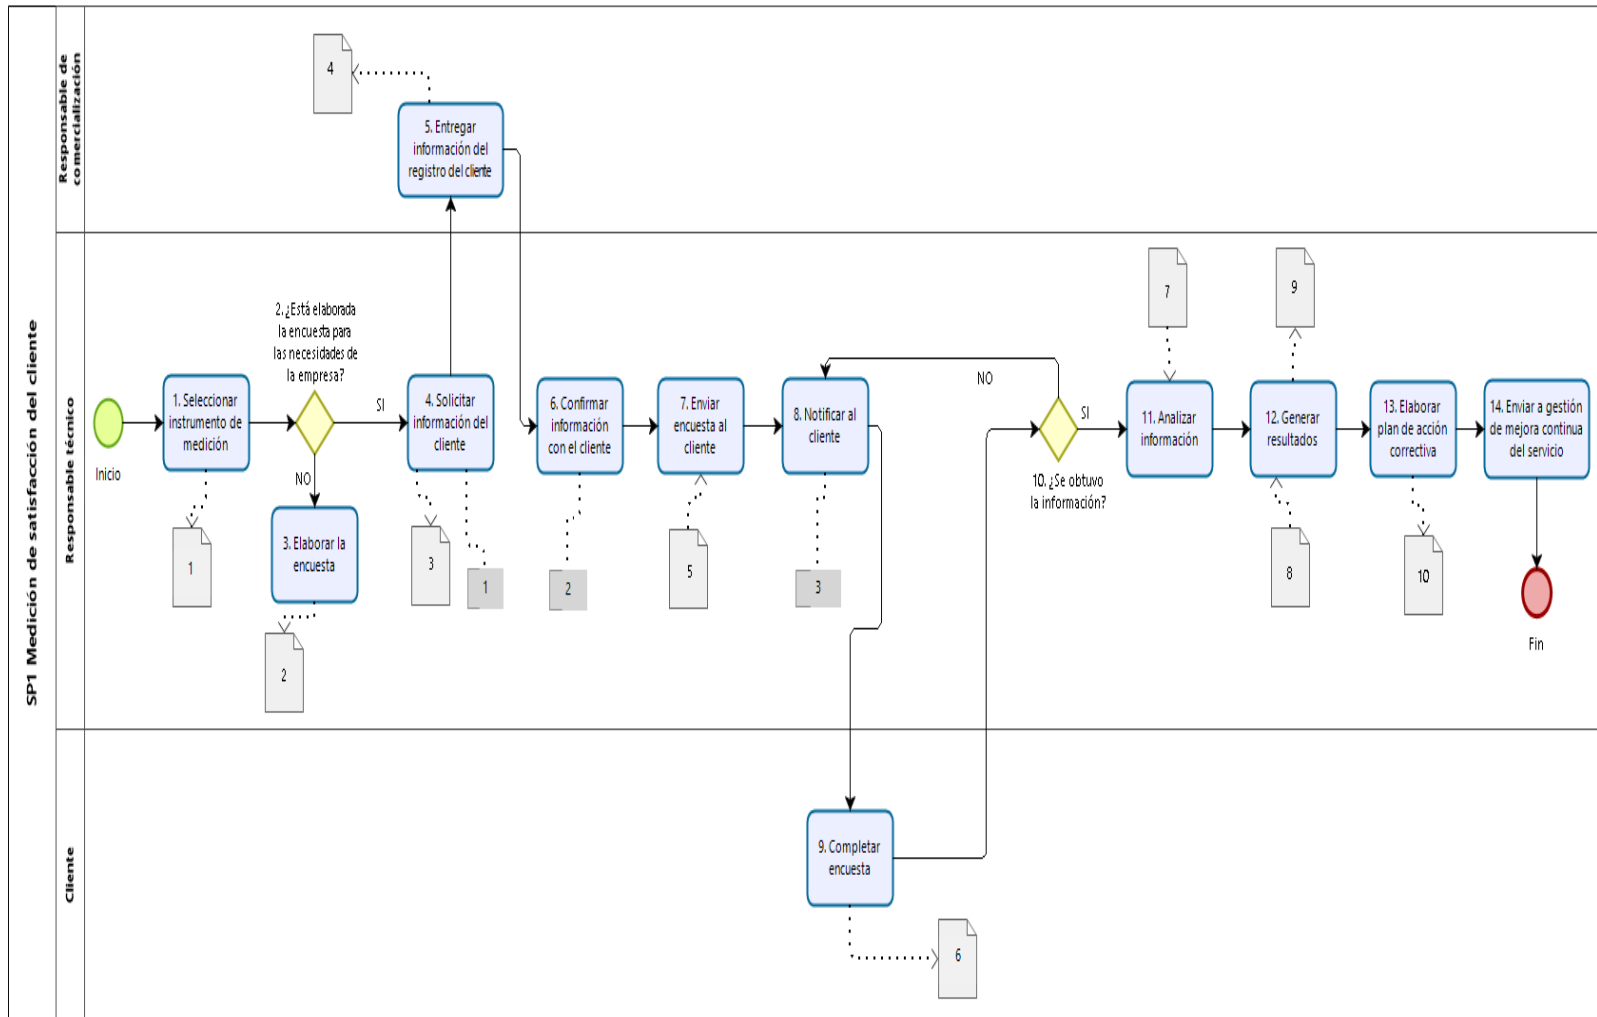 SP1 Medición de satisfacción del cliente
Responsable de
comercialización
4
5. Entregar
información del
registro del cliente
Responsable técnico
Inicio
1. Seleccionar
instrumento de
medición
1
2. ¿Está elaborada
la encuesta para
las necesidades de
la empresa?
SI
NO
3. Elaborar la
encuesta
2
4. Solicitar
información del
cliente
3
1
6. Confirmar
información
con el cliente
2
7. Enviar
encuesta al
cliente
5
8. Notificar al
cliente
3
NO
SI
10. ¿Se obtuvo
la información?
7
11. Analizar
información
9
12. Generar
resultados
8
13. Elaborar
plan de acción
correctiva
10
14. Enviar a gestión
de mejora continua
del servicio
Fin
Cliente
9. Completar
encuesta
6